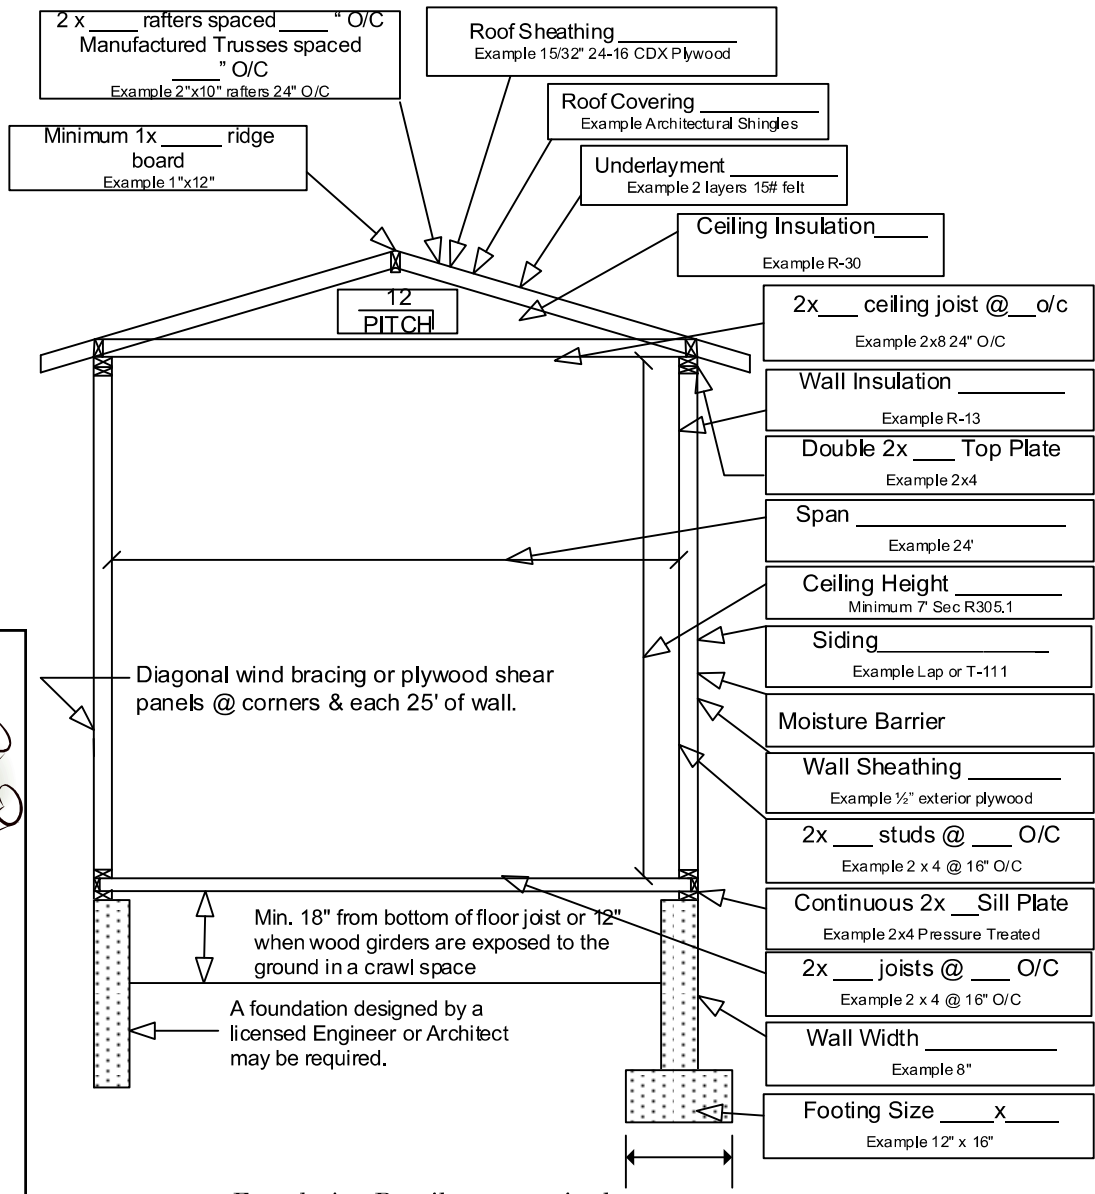 2 x ____ rafters spaced____ “ O/C
Manufactured Trusses spaced
____” O/C
Example 2"x10" rafters 24" O/C
Roof Sheathing __________
Example 15/32" 24-16 CDX Plywood
Roof Covering __________
Example Architectural Shingles
Minimum 1x _____ ridge
board
Example 1"x12"
Underlayment _________
Example 2 layers 15# felt
Ceiling Insulation____
Example R-30
12
PITCH
2x___ ceiling joist @__o/c
Example 2x8 24" O/C
Wall Insulation ________
Example R-13
Double 2x ___ Top Plate
Example 2x4
Span ________________
Example 24'
Ceiling Height ________
Minimum 7' Sec R305.1
Siding_____________
Example Lap or T-111
Diagonal wind bracing or plywood shear
panels @ corners & each 25' of wall.
Moisture Barrier
Wall Sheathing _______
Example ½” exterior plywood
2x ___ studs @ ___ O/C
Example 2 x 4 @ 16" O/C
Continuous 2x __Sill Plate
Example 2x4 Pressure Treated
Min. 18" from bottom of floor joist or 12"
when wood girders are exposed to the
ground in a crawl space
2x ___ joists @ ___ O/C
Example 2 x 4 @ 16" O/C
A foundation designed by a
licensed Engineer or Architect
may be required.
Wall Width __________
Example 8"
Footing Size ____x____
Example 12" x 16"